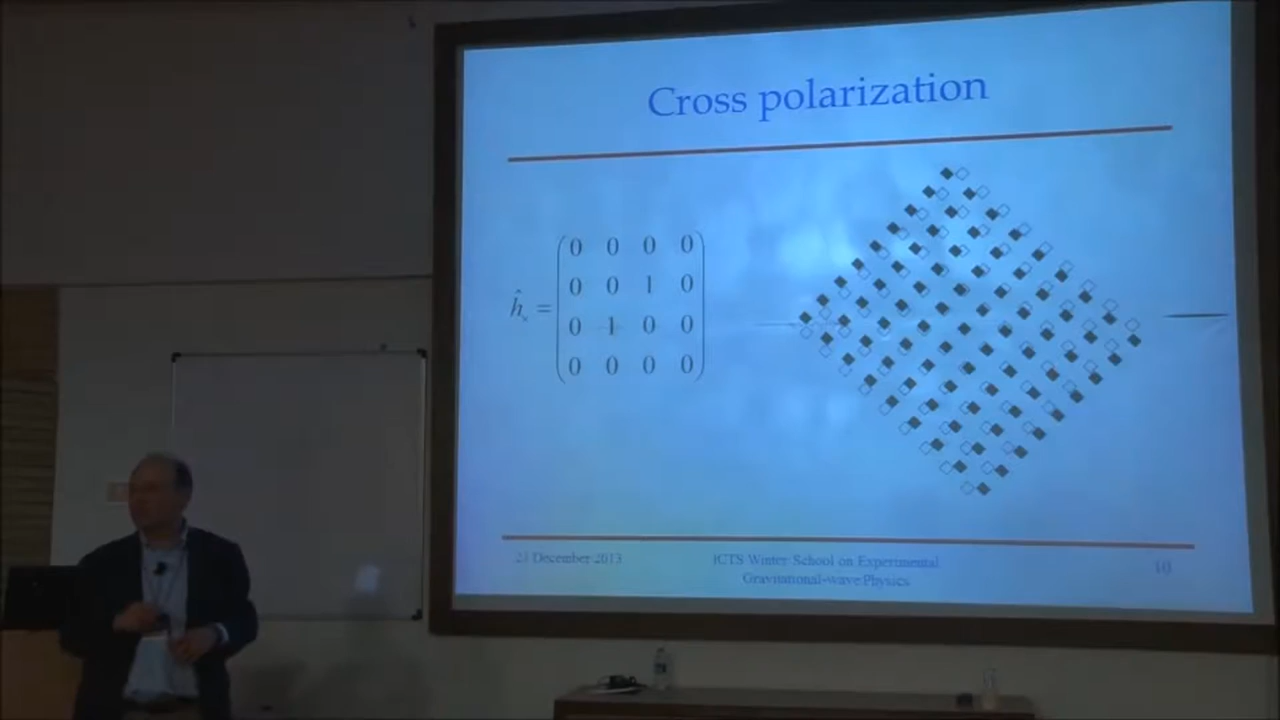 Cross polarization
ĥ× =
0 0 0 0
0 0 1 0
0 1 0 0
0 0 0 0
December 2013
ICTS Winter School on Experimental
Gravitational-wave Physics
10